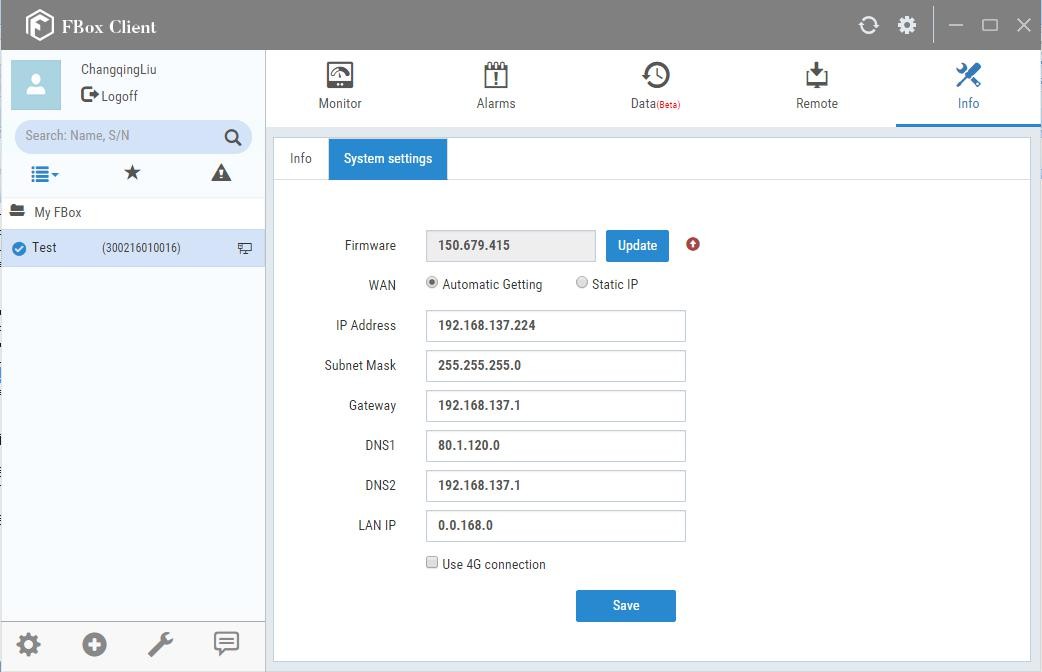 FBox Client
ChangqingLiu
Logoff
Search: Name, S/N
My FBox
Test (300216010016)
Monitor Alarms Data(Beta) Remote Info
Info System settings
Firmware 150.679.415 Update
WAN Automatic Getting Static IP
IP Address 192.168.137.224
Subnet Mask 255.255.255.0
Gateway 192.168.137.1
DNS1 80.1.120.0
DNS2 192.168.137.1
LAN IP 0.0.168.0
Use 4G connection
Save